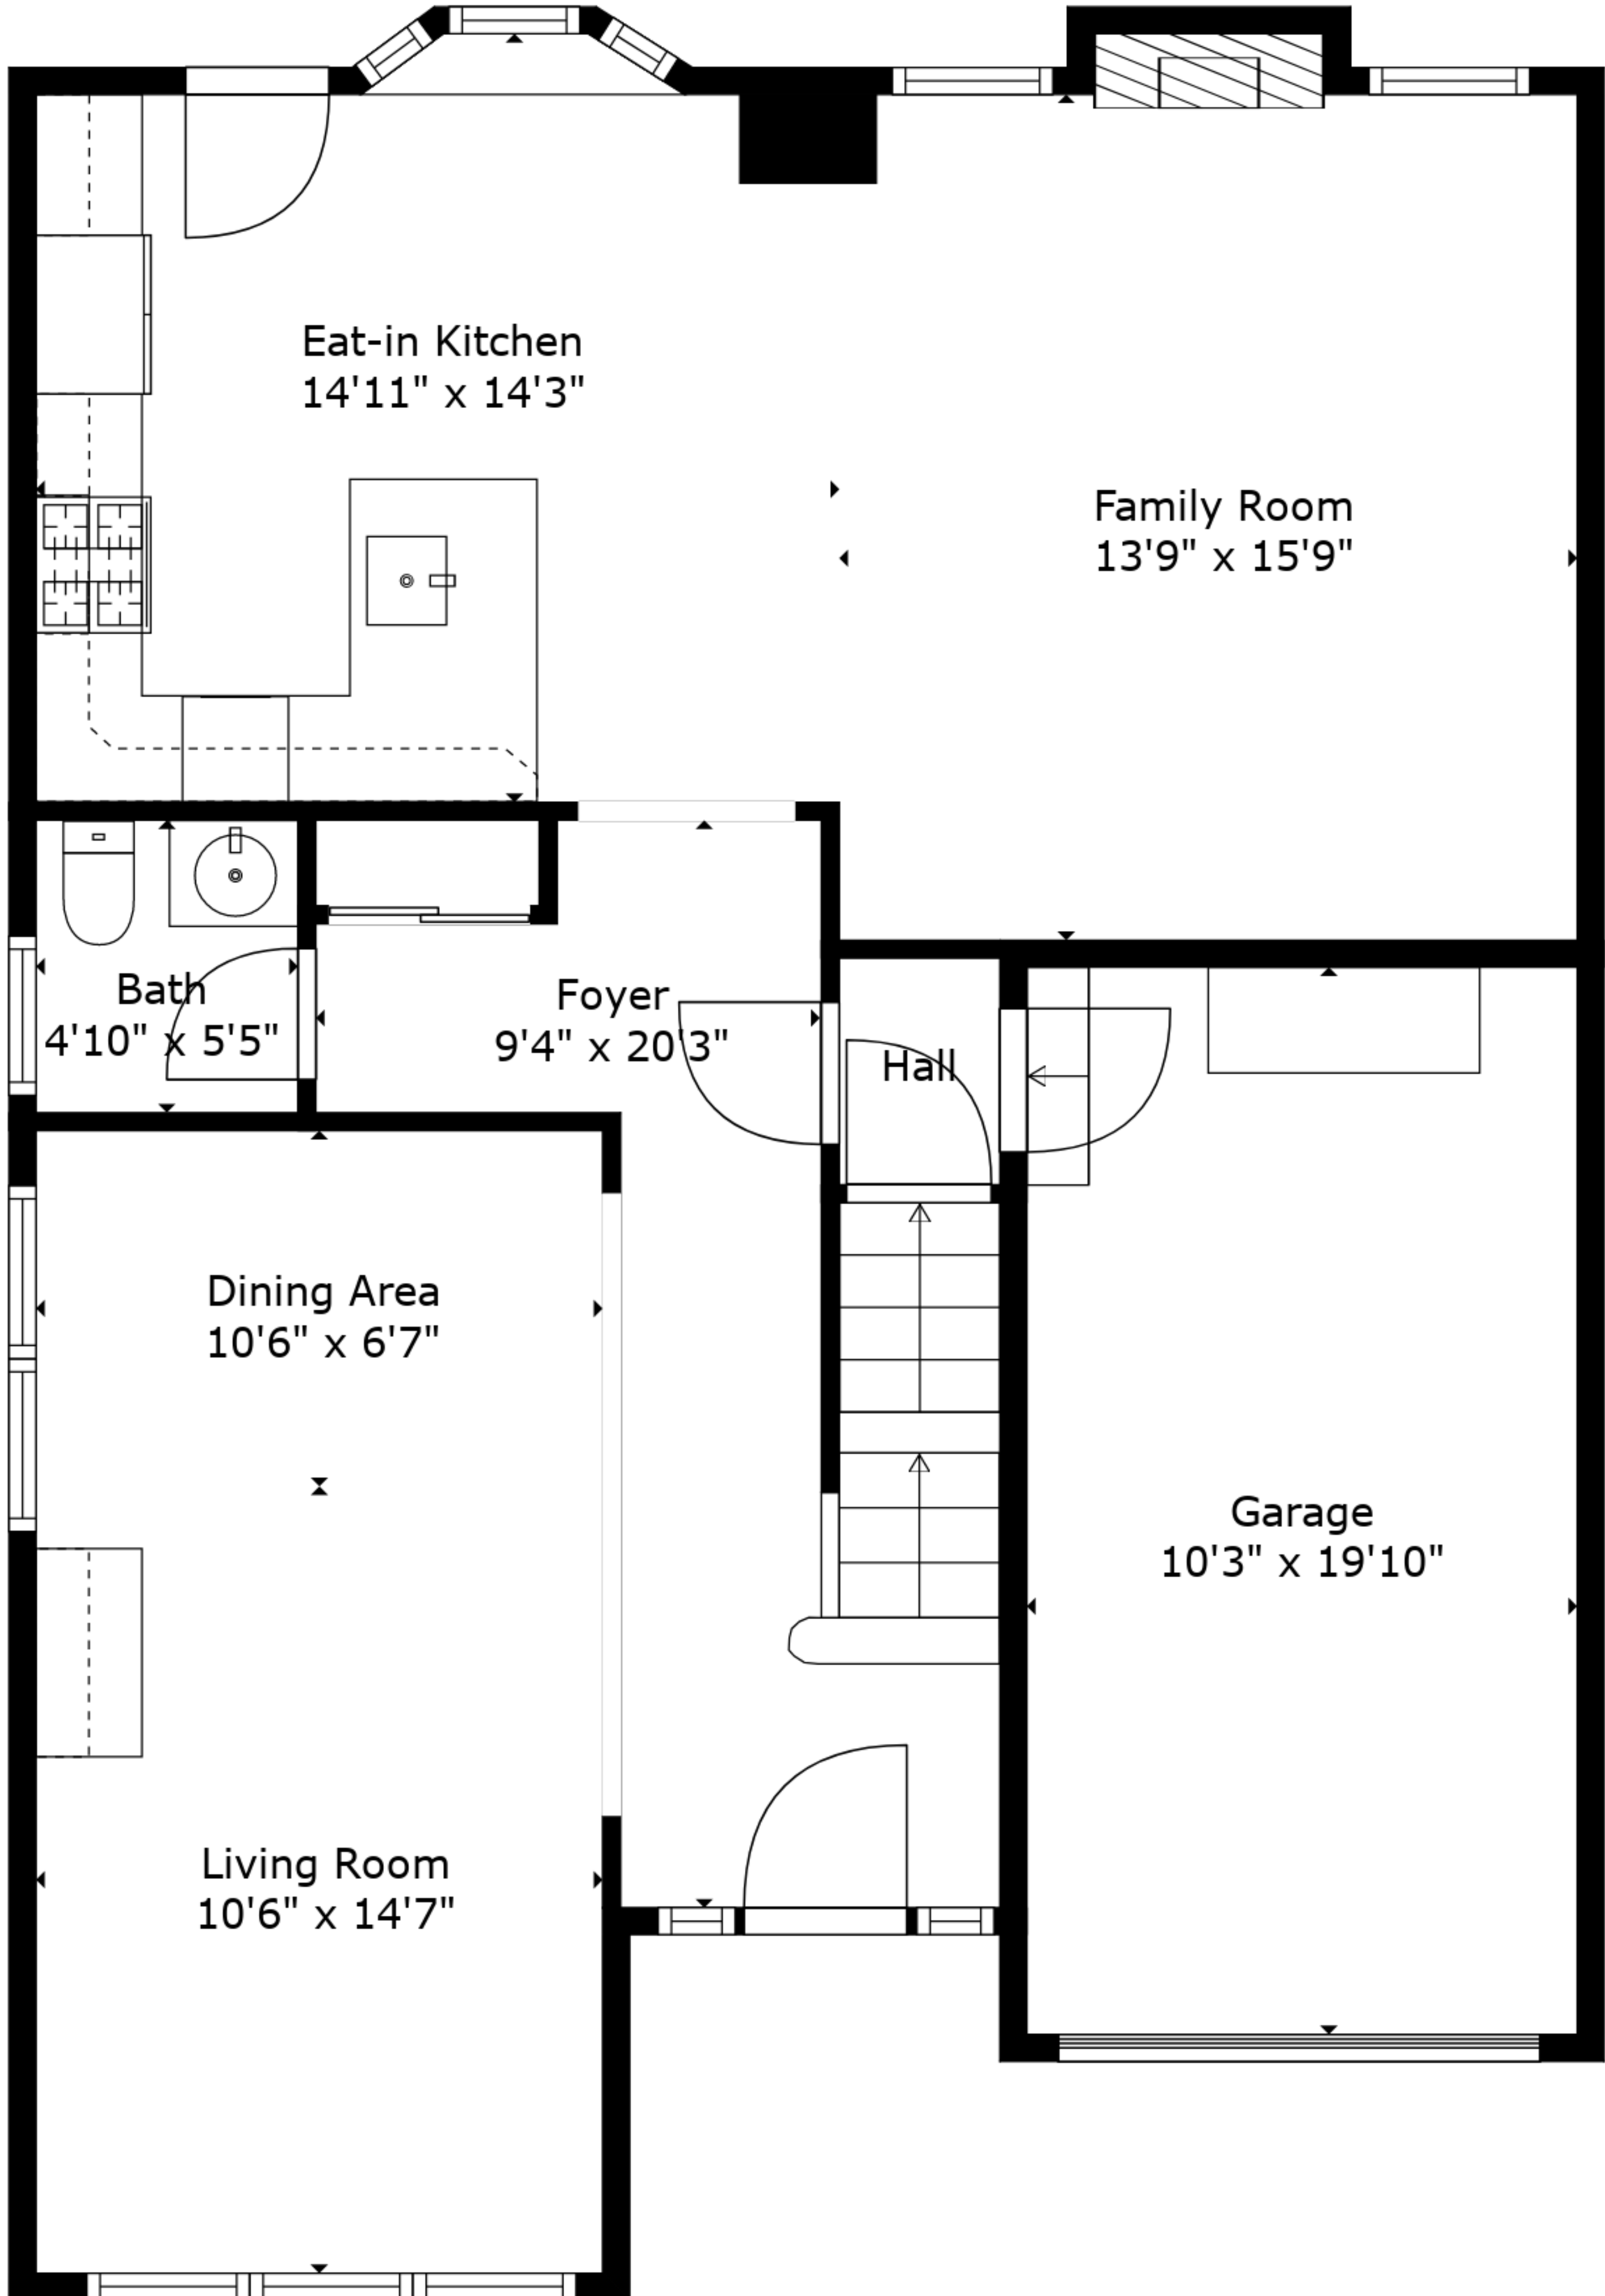 Eat-in Kitchen
14'11" x 14'3"
Family Room
13'9" x 15'9"
Bath
4'10" x 5'5"
Foyer
9'4" x 20'3"
Hall
Dining Area
10'6" x 6'7"
Garage
10'3" x 19'10"
Living Room
10'6" x 14'7"